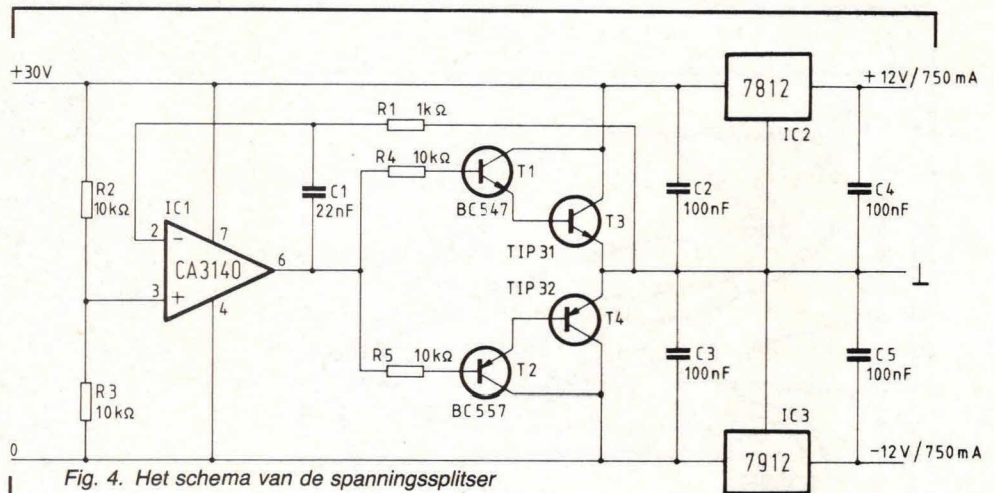 +30V
7812
+12V/750mA
R1 1kΩ
IC2
R4 10kΩ
T1
R2
10kΩ
IC1
C1
22nF
BC547
T3
C2
100nF
C4
100nF
2
−
7
CA3140
6
TIP31
3
+
4
TIP32
T4
R5 10kΩ
T2
C3
100nF
C5
100nF
R3
10kΩ
BC557
IC3
0
7912
−12V/750mA
Fig. 4. Het schema van de spanningssplitser